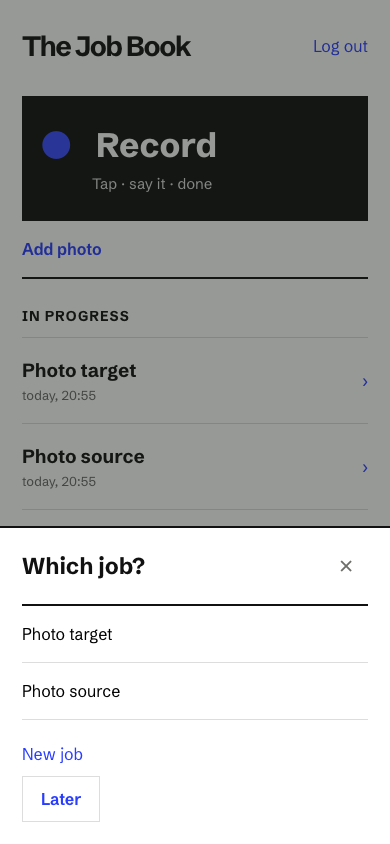 The Job Book
Log out
Record
Tap · say it · done
Add photo
IN PROGRESS
Photo target
today, 20:55
Photo source
today, 20:55
Which job?
Photo target
Photo source
New job
Later